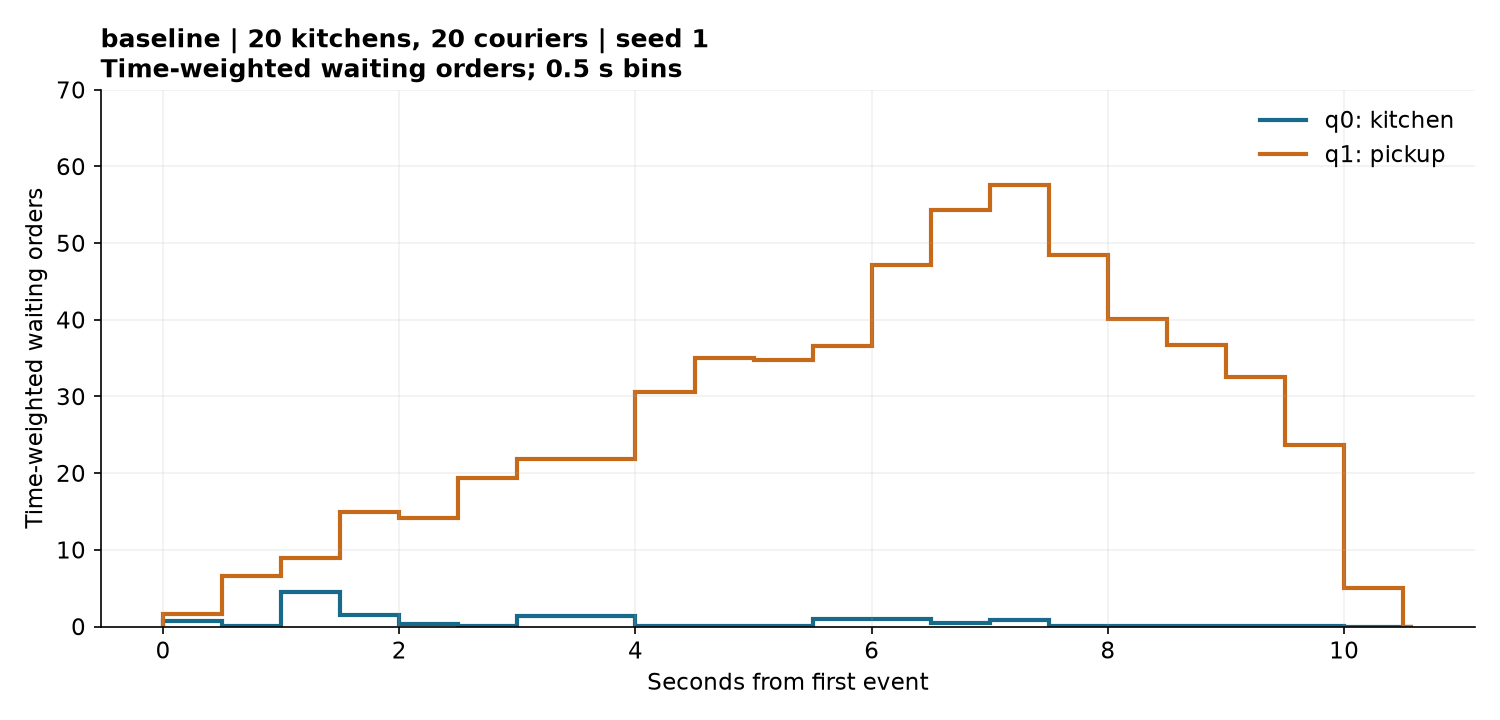 baseline | 20 kitchens, 20 couriers | seed 1
Time-weighted waiting orders; 0.5 s bins
q0: kitchen
q1: pickup
Time-weighted waiting orders
70
60
50
40
30
20
10
0
0 2 4 6 8 10
Seconds from first event